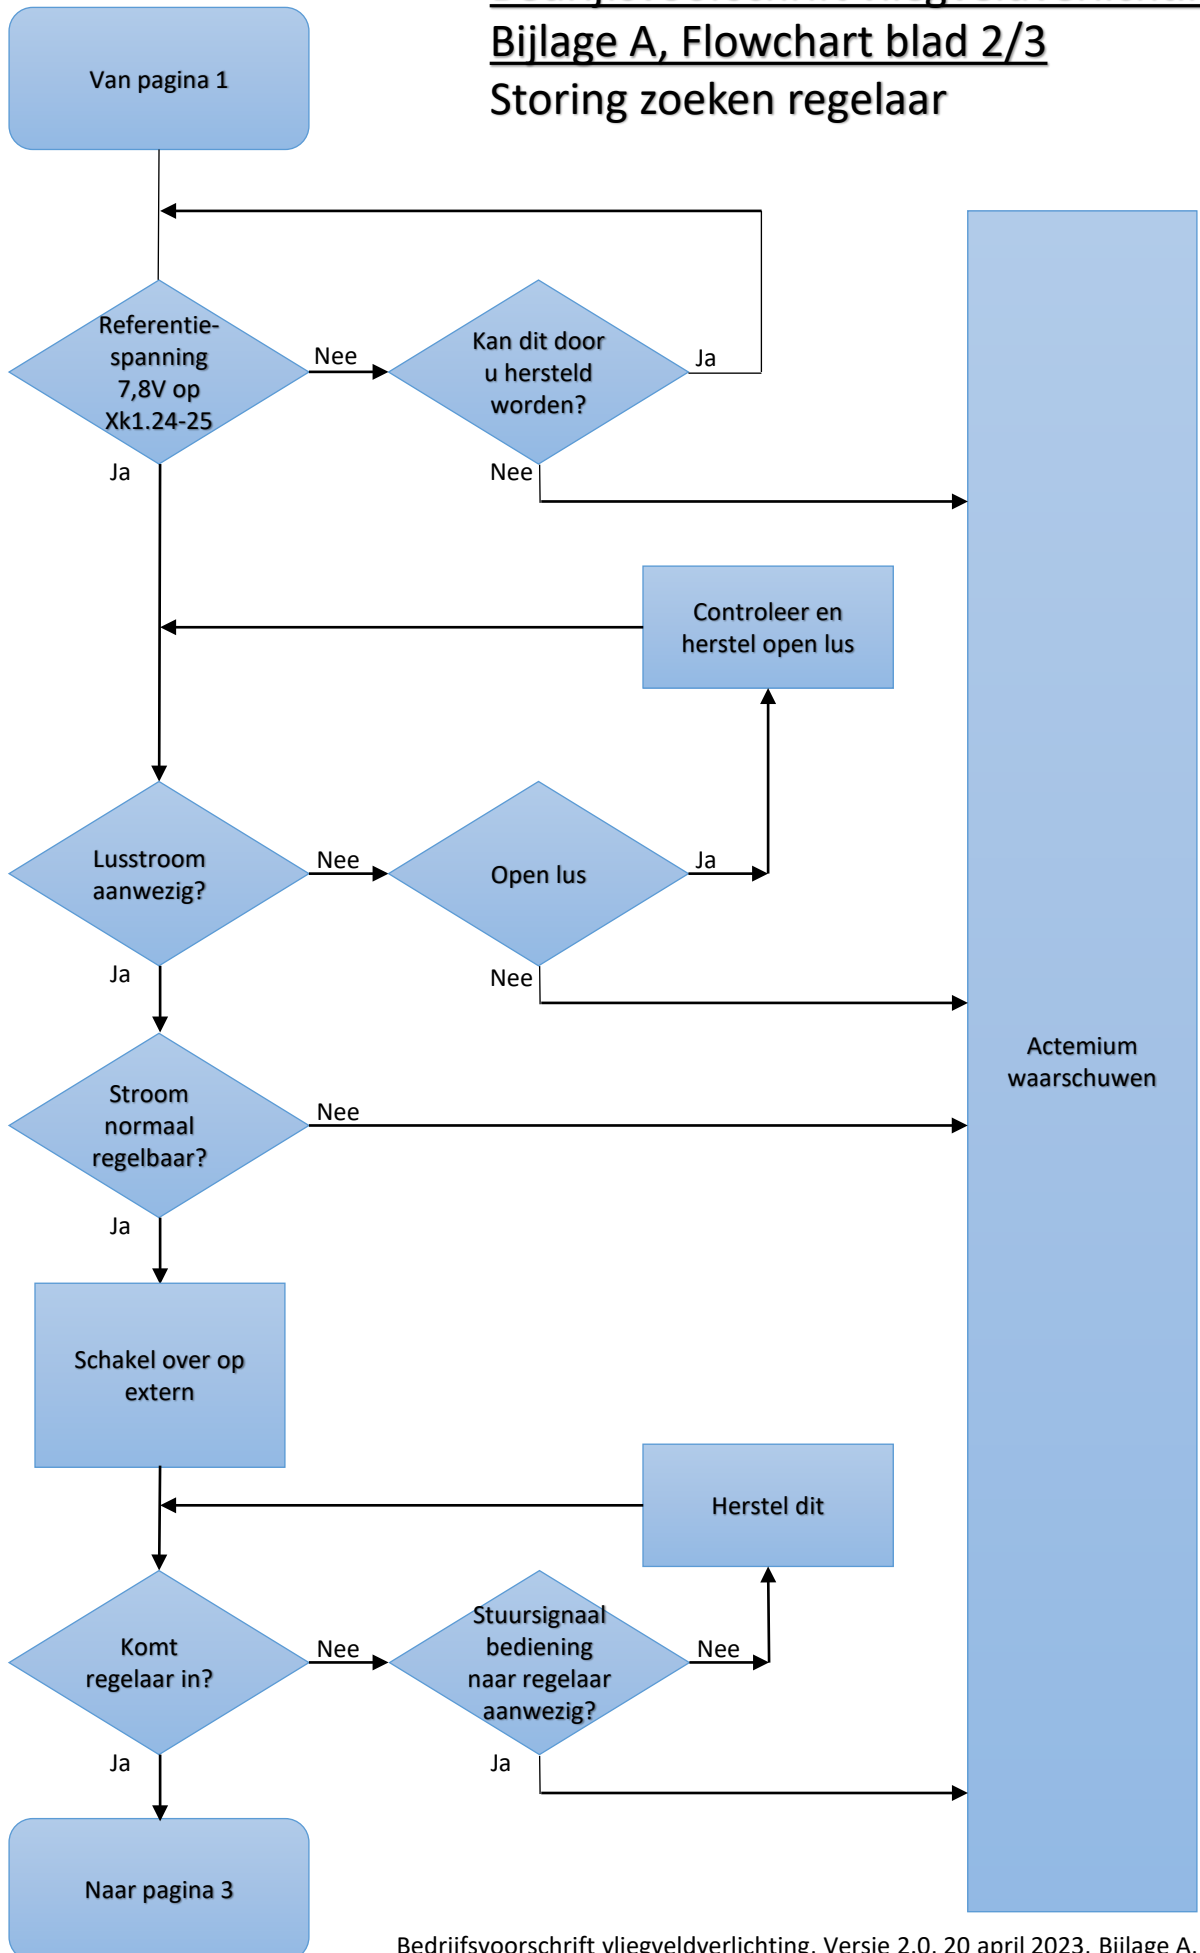 Bijlage A, Flowchart blad 2/3
Storing zoeken regelaar
Van pagina 1
Referentie-
spanning
7,8V op
Xk1.24-25
Nee
Kan dit door
u hersteld
worden?
Ja
Ja
Nee
Controleer en
herstel open lus
Lusstroom
aanwezig?
Nee
Open lus
Ja
Ja
Nee
Actemium
waarschuwen
Stroom
normaal
regelbaar?
Nee
Ja
Schakel over op
extern
Herstel dit
Komt
regelaar in?
Nee
Stuursignaal
bediening
naar regelaar
aanwezig?
Nee
Ja
Ja
Naar pagina 3
Bedrijfsvoorschrift vliegveldverlichting, Versie 2.0, 20 april 2023, Bijlage A,